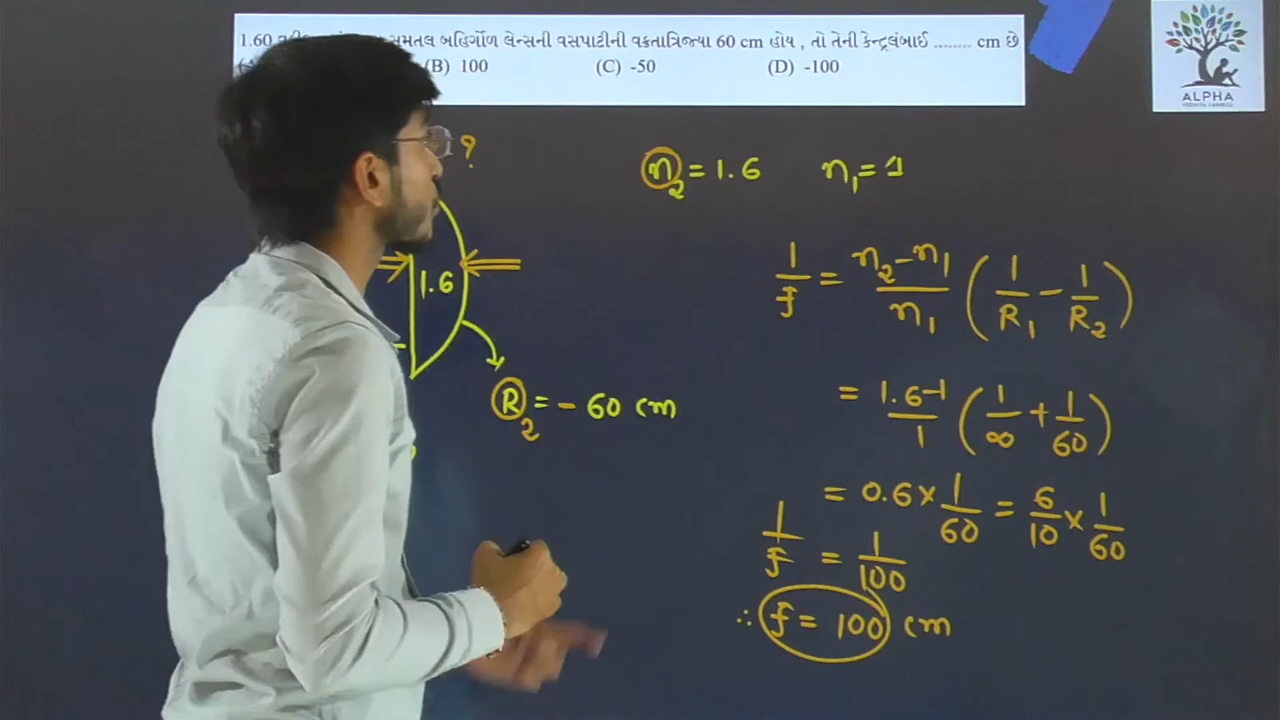 1.60 સમતલ બહિર્ગોળ લેન્સની વસપાટીની વક્રતાત્રિજ્યા 60 cm હોય , તો તેની કેન્દ્રલંબાઈ ........ cm છે
(B) 100 (C) -50 (D) -100
ALPHA
?
n₂ = 1.6 n₁ = 1
1.6
R₂ = - 60 cm
1/f = (n₂-n₁)/n₁ (1/R₁ - 1/R₂)
= (1.6-1)/1 (1/∞ + 1/60)
= 0.6 × 1/60 = 6/10 × 1/60
1/f = 1/100
∴ f = 100 cm